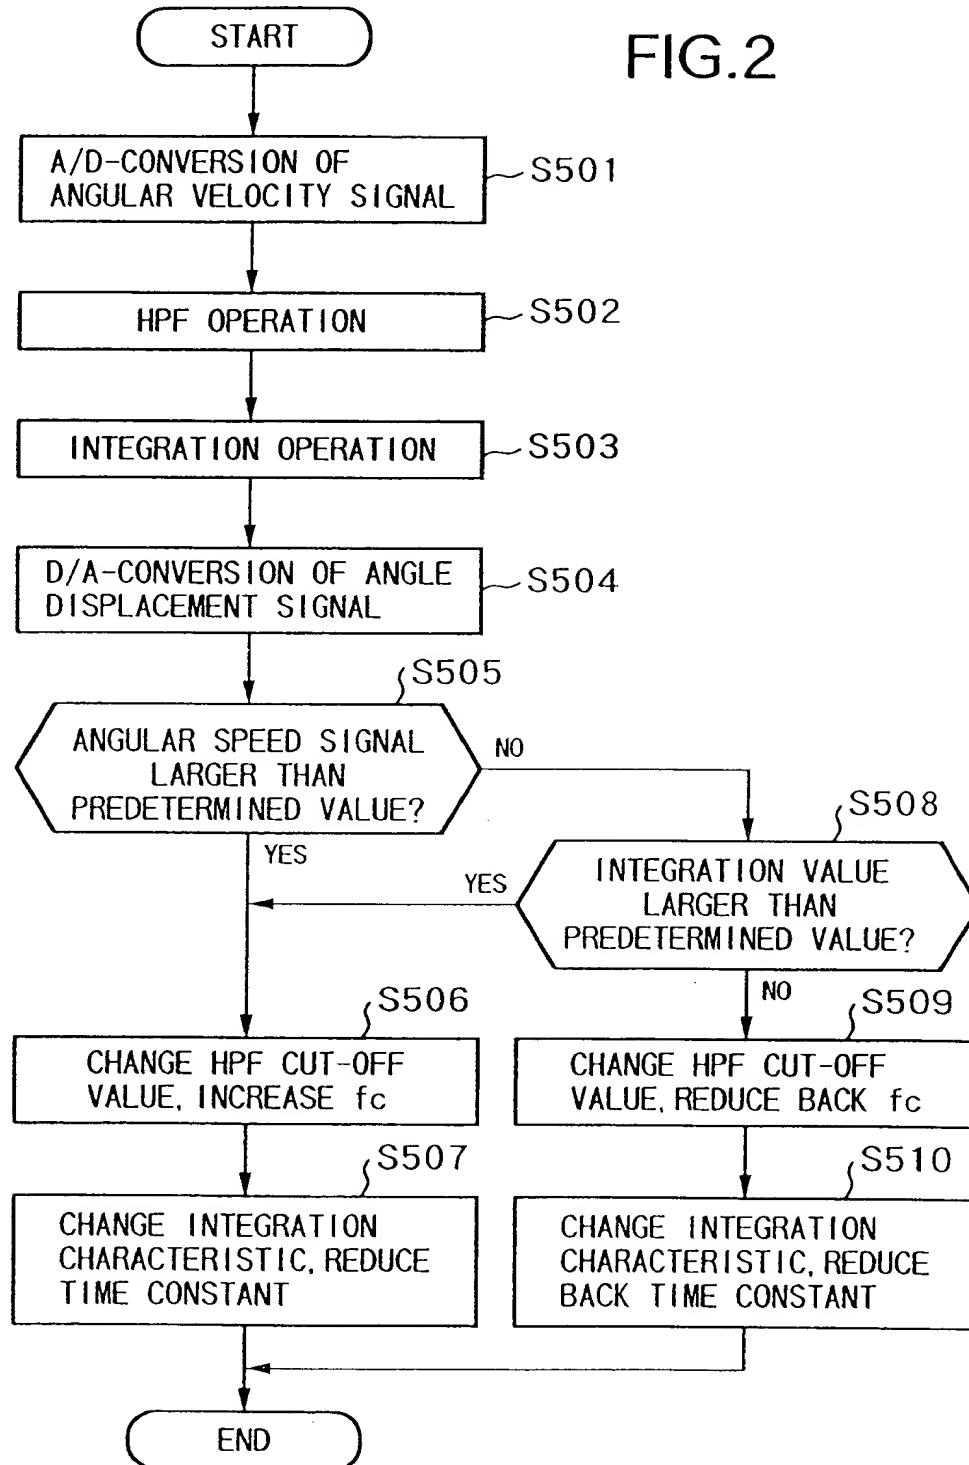 FIG.2
START
A/D-CONVERSION OF
ANGULAR VELOCITY SIGNAL
S501
HPF OPERATION
S502
INTEGRATION OPERATION
S503
D/A-CONVERSION OF ANGLE
DISPLACEMENT SIGNAL
S504
S505
ANGULAR SPEED SIGNAL
LARGER THAN
PREDETERMINED VALUE?
NO
YES
S508
INTEGRATION VALUE
LARGER THAN
PREDETERMINED VALUE?
YES
NO
S506
CHANGE HPF CUT-OFF
VALUE, INCREASE fc
S509
CHANGE HPF CUT-OFF
VALUE, REDUCE BACK fc
S507
CHANGE INTEGRATION
CHARACTERISTIC, REDUCE
TIME CONSTANT
S510
CHANGE INTEGRATION
CHARACTERISTIC, REDUCE
BACK TIME CONSTANT
END